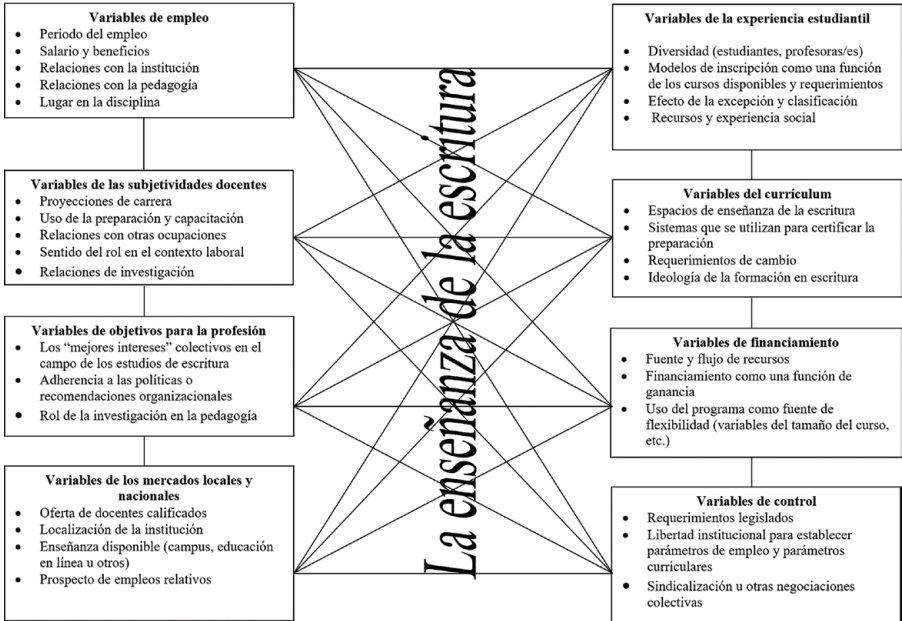 Variables de empleo
• Periodo del empleo
• Salario y beneficios
• Relaciones con la institución
• Relaciones con la pedagogía
• Lugar en la disciplina
Variables de las subjetividades docentes
• Proyecciones de carrera
• Uso de la preparación y capacitación
• Relaciones con otras ocupaciones
• Sentido del rol en el contexto laboral
• Relaciones de investigación
Variables de objetivos para la profesión
• Los “mejores intereses” colectivos en el
campo de los estudios de escritura
• Adherencia a las políticas o
recomendaciones organizacionales
• Rol de la investigación en la pedagogía
Variables de los mercados locales y
nacionales
• Oferta de docentes calificados
• Localización de la institución
• Enseñanza disponible (campus, educación
en línea u otros)
• Prospecto de empleos relativos
La enseñanza de la escritura
Variables de la experiencia estudiantil
• Diversidad (estudiantes, profesoras/es)
• Modelos de inscripción como una función
de los cursos disponibles y requerimientos
• Efecto de la excepción y clasificación
• Recursos y experiencia social
Variables del currículum
• Espacios de enseñanza de la escritura
• Sistemas que se utilizan para certificar la
preparación
• Requerimientos de cambio
• Ideología de la formación en escritura
Variables de financiamiento
• Fuente y flujo de recursos
• Financiamiento como una función de
ganancia
• Uso del programa como fuente de
flexibilidad (variables del tamaño del curso,
etc.)
Variables de control
• Requerimientos legislados
• Libertad institucional para establecer
parámetros de empleo y parámetros
curriculares
• Sindicalización u otras negociaciones
colectivas